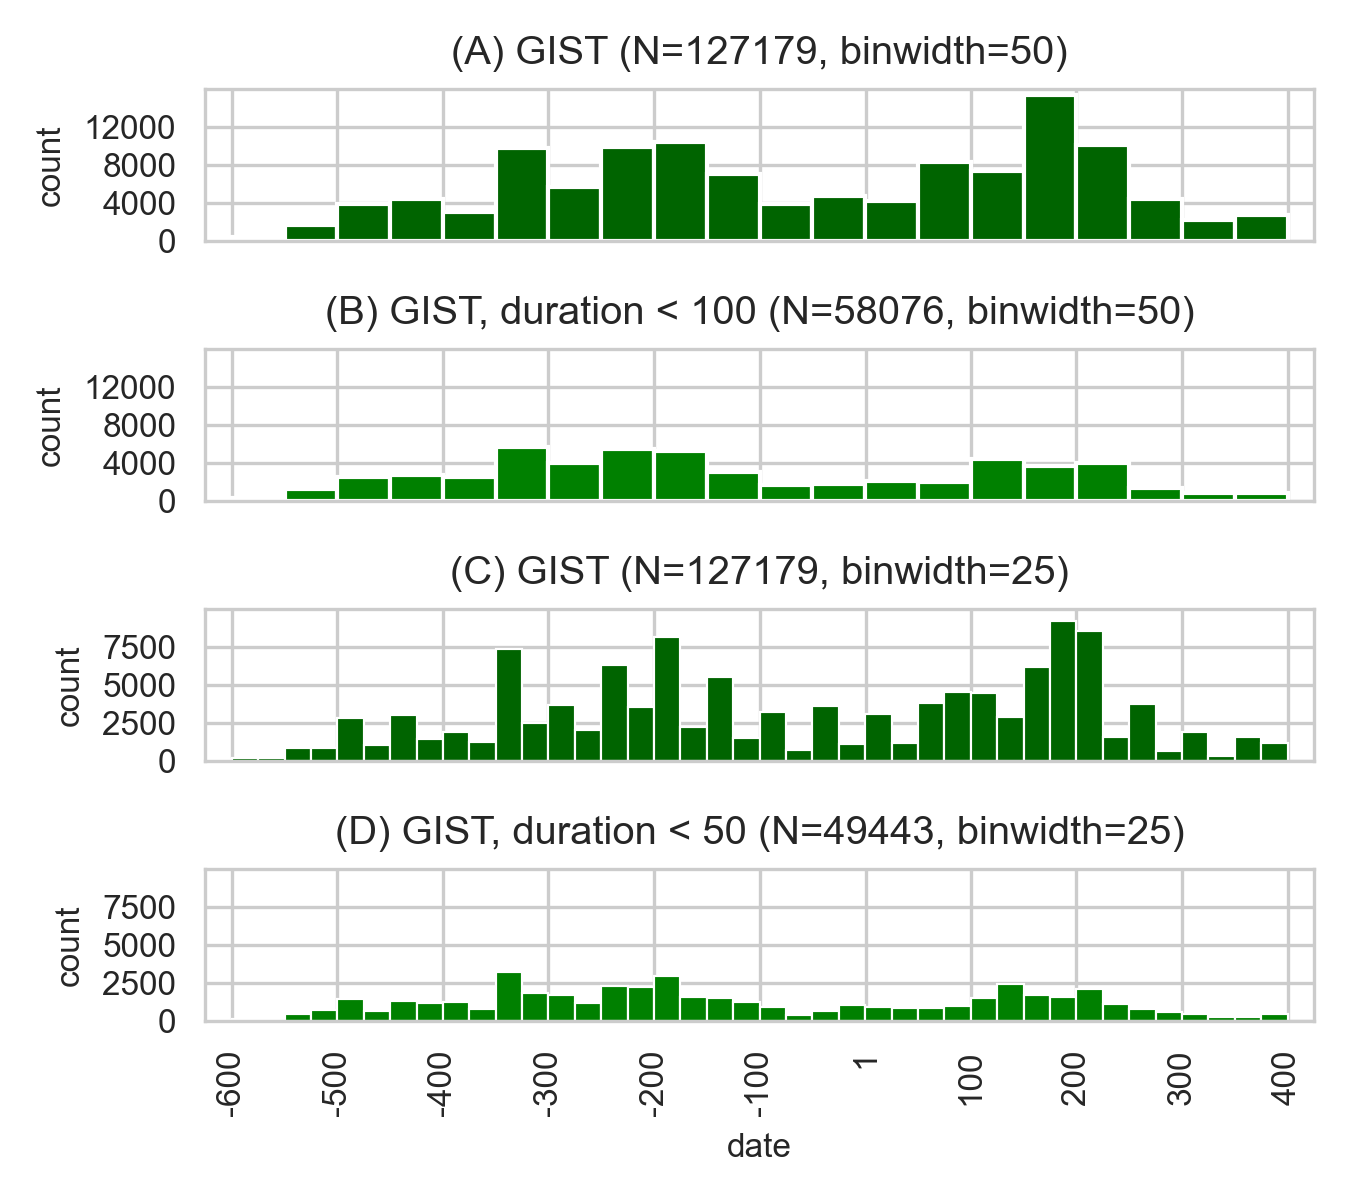 (A) GIST (N=127179, binwidth=50)
count
12000
8000
4000
0
(B) GIST, duration < 100 (N=58076, binwidth=50)
count
12000
8000
4000
0
(C) GIST (N=127179, binwidth=25)
count
7500
5000
2500
0
(D) GIST, duration < 50 (N=49443, binwidth=25)
count
7500
5000
2500
0
-600 -500 -400 -300 -200 -100 1 100 200 300 400
date